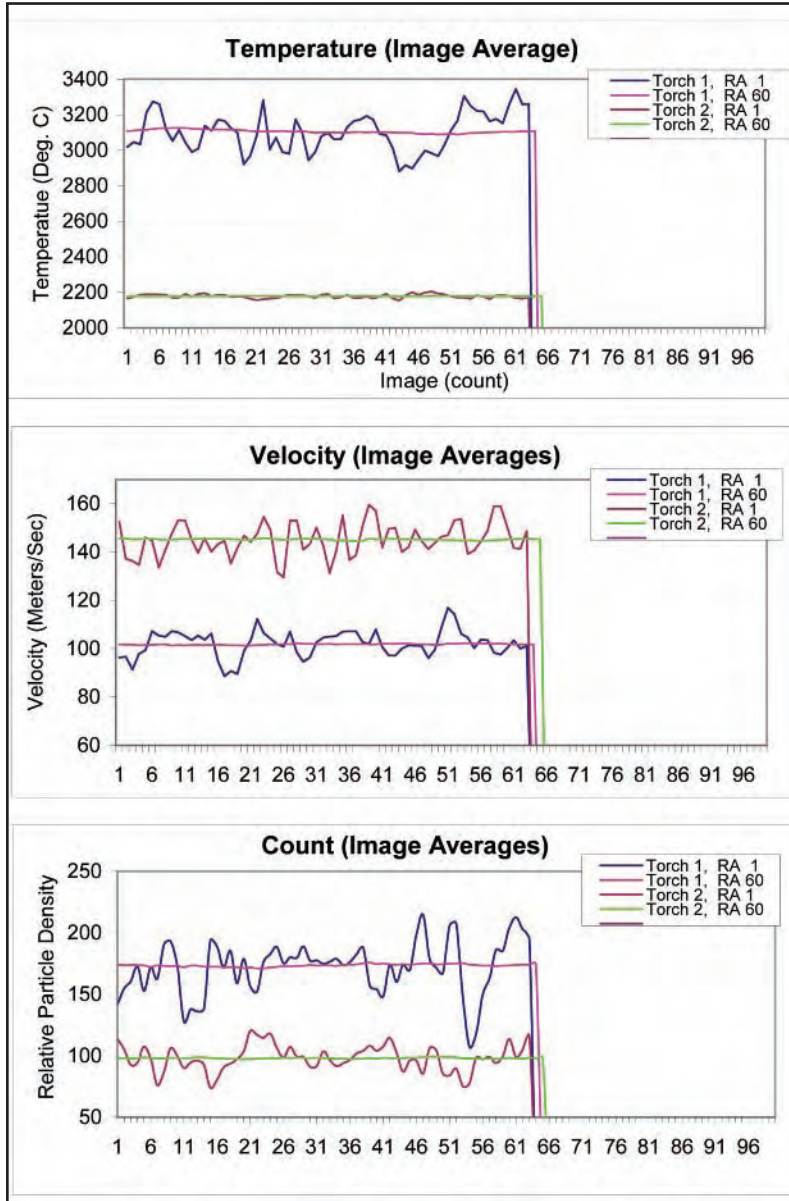 Temperature (Image Average)
Temperatue (Deg. C)
3400
3200
3000
2800
2600
2400
2200
2000
Torch 1, RA 1
Torch 1, RA 60
Torch 2, RA 1
Torch 2, RA 60
1 6 11 16 21 26 31 36 41 46 51 56 61 66 71 76 81 86 91 96
Image (count)
Velocity (Image Averages)
Velocity (Meters/Sec)
160
140
120
100
80
60
Torch 1, RA 1
Torch 1, RA 60
Torch 2, RA 1
Torch 2, RA 60
1 6 11 16 21 26 31 36 41 46 51 56 61 66 71 76 81 86 91 96
Count (Image Averages)
Relative Particle Density
250
200
150
100
50
Torch 1, RA 1
Torch 1, RA 60
Torch 2, RA 1
Torch 2, RA 60
1 6 11 16 21 26 31 36 41 46 51 56 61 66 71 76 81 86 91 96